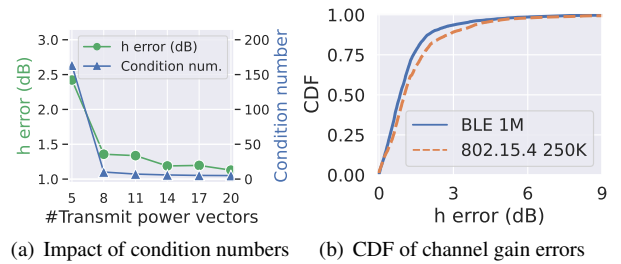 h error (dB)
3.0
2.5
2.0
1.5
1.0
h error (dB)
Condition num.
200
150
100
50
0
Condition number
5 8 11 14 17 20
#Transmit power vectors
(a) Impact of condition numbers
CDF
1.00
0.75
0.50
0.25
0.00
BLE 1M
802.15.4 250K
0 3 6 9
h error (dB)
(b) CDF of channel gain errors